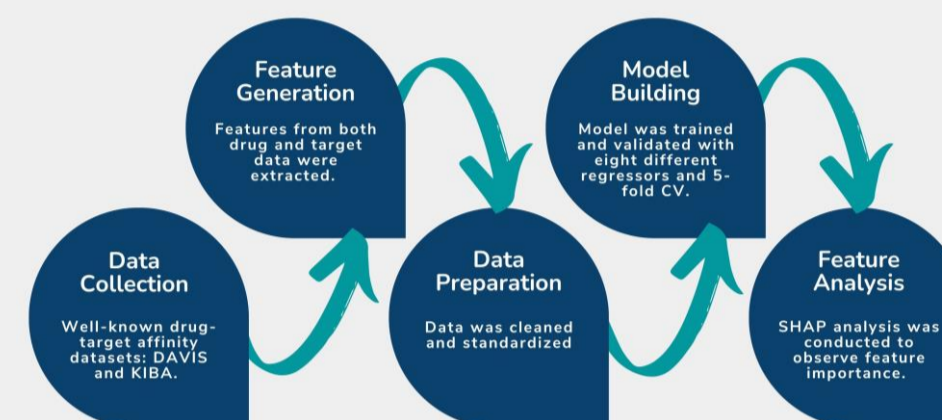 Data
Collection
Well-known drug-
target affinity
datasets: DAVIS
and KIBA.
Feature
Generation
Features from both
drug and target
data were
extracted.
Data
Preparation
Data was cleaned
and standardized
Model
Building
Model was trained
and validated with
eight different
regressors and 5-
fold CV.
Feature
Analysis
SHAP analysis was
conducted to
observe feature
importance.